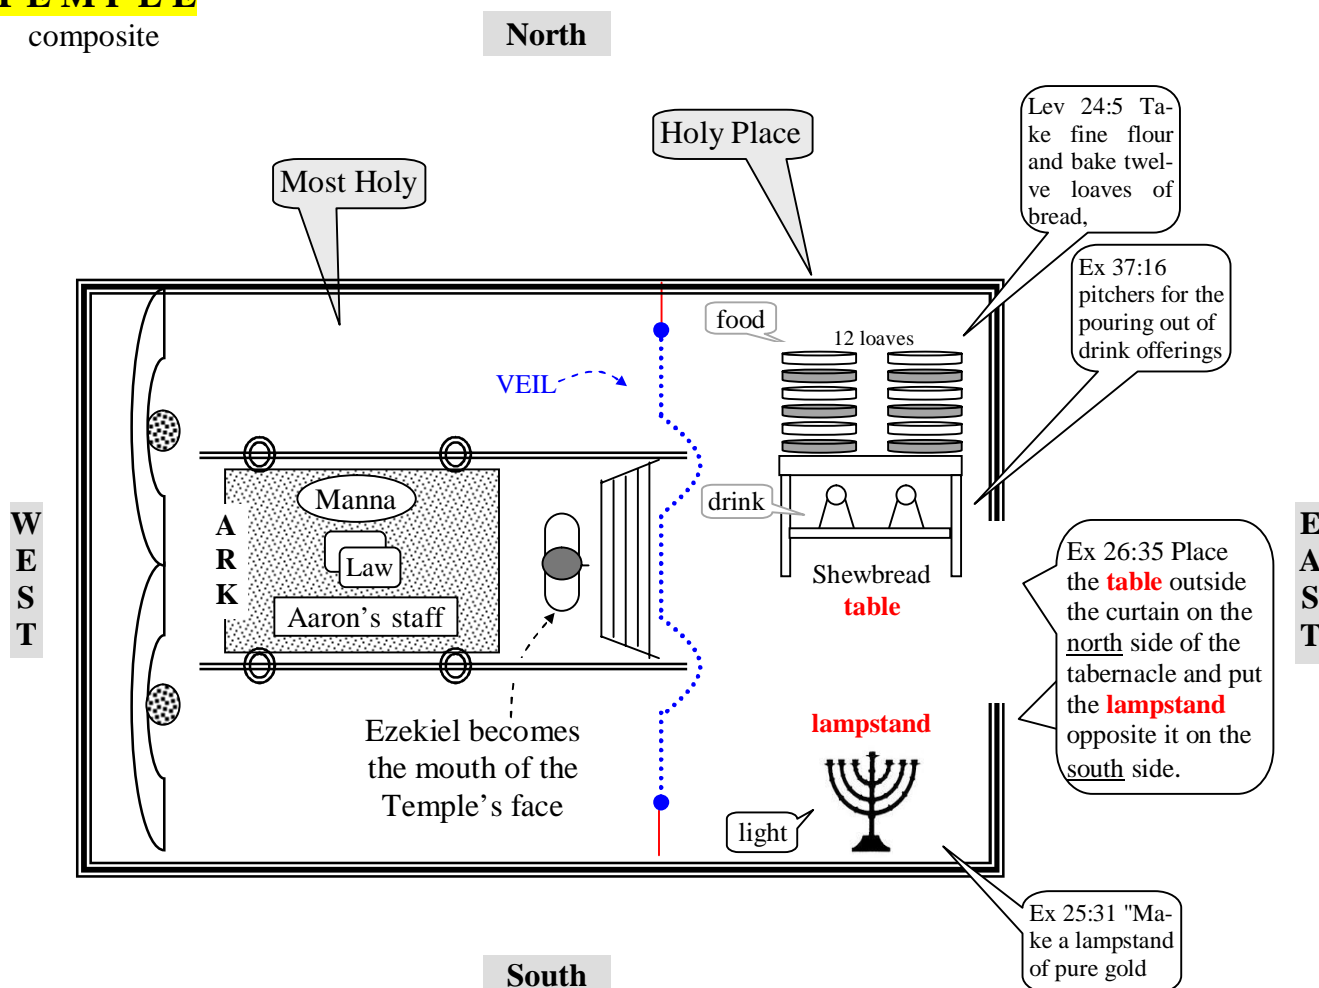 TEMPLE
composite
North
Lev 24:5 Ta-
ke fine flour
and bake twel-
ve loaves of
bread,
Holy Place
Most Holy
Ex 37:16
pitchers for the
pouring out of
drink offerings
food
12 loaves
VEIL
Manna
drink
A
R
K
Law
W
E
S
T
E
A
S
T
Ex 26:35 Place
the table outside
the curtain on the
north side of the
tabernacle and put
the lampstand
opposite it on the
south side.
Shewbread
table
Aaron's staff
lampstand
Ezekiel becomes
the mouth of the
Temple's face
light
Ex 25:31 "Ma-
ke a lampstand
of pure gold
South